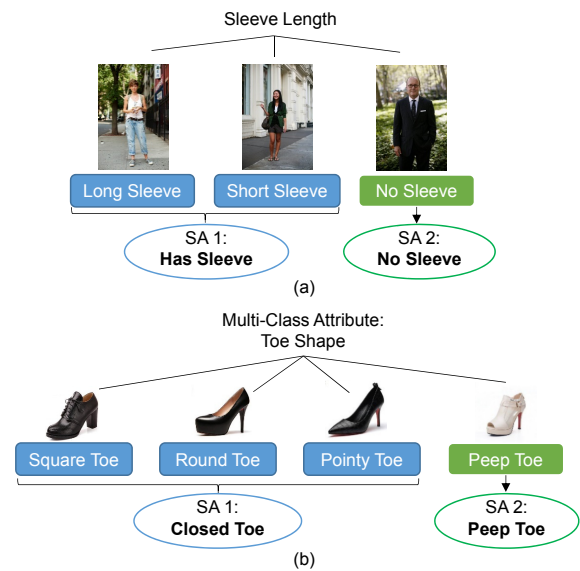 Sleeve Length
Long Sleeve
Short Sleeve
No Sleeve
SA 1:
Has Sleeve
SA 2:
No Sleeve
(a)
Multi-Class Attribute:
Toe Shape
Square Toe
Round Toe
Pointy Toe
Peep Toe
SA 1:
Closed Toe
SA 2:
Peep Toe
(b)